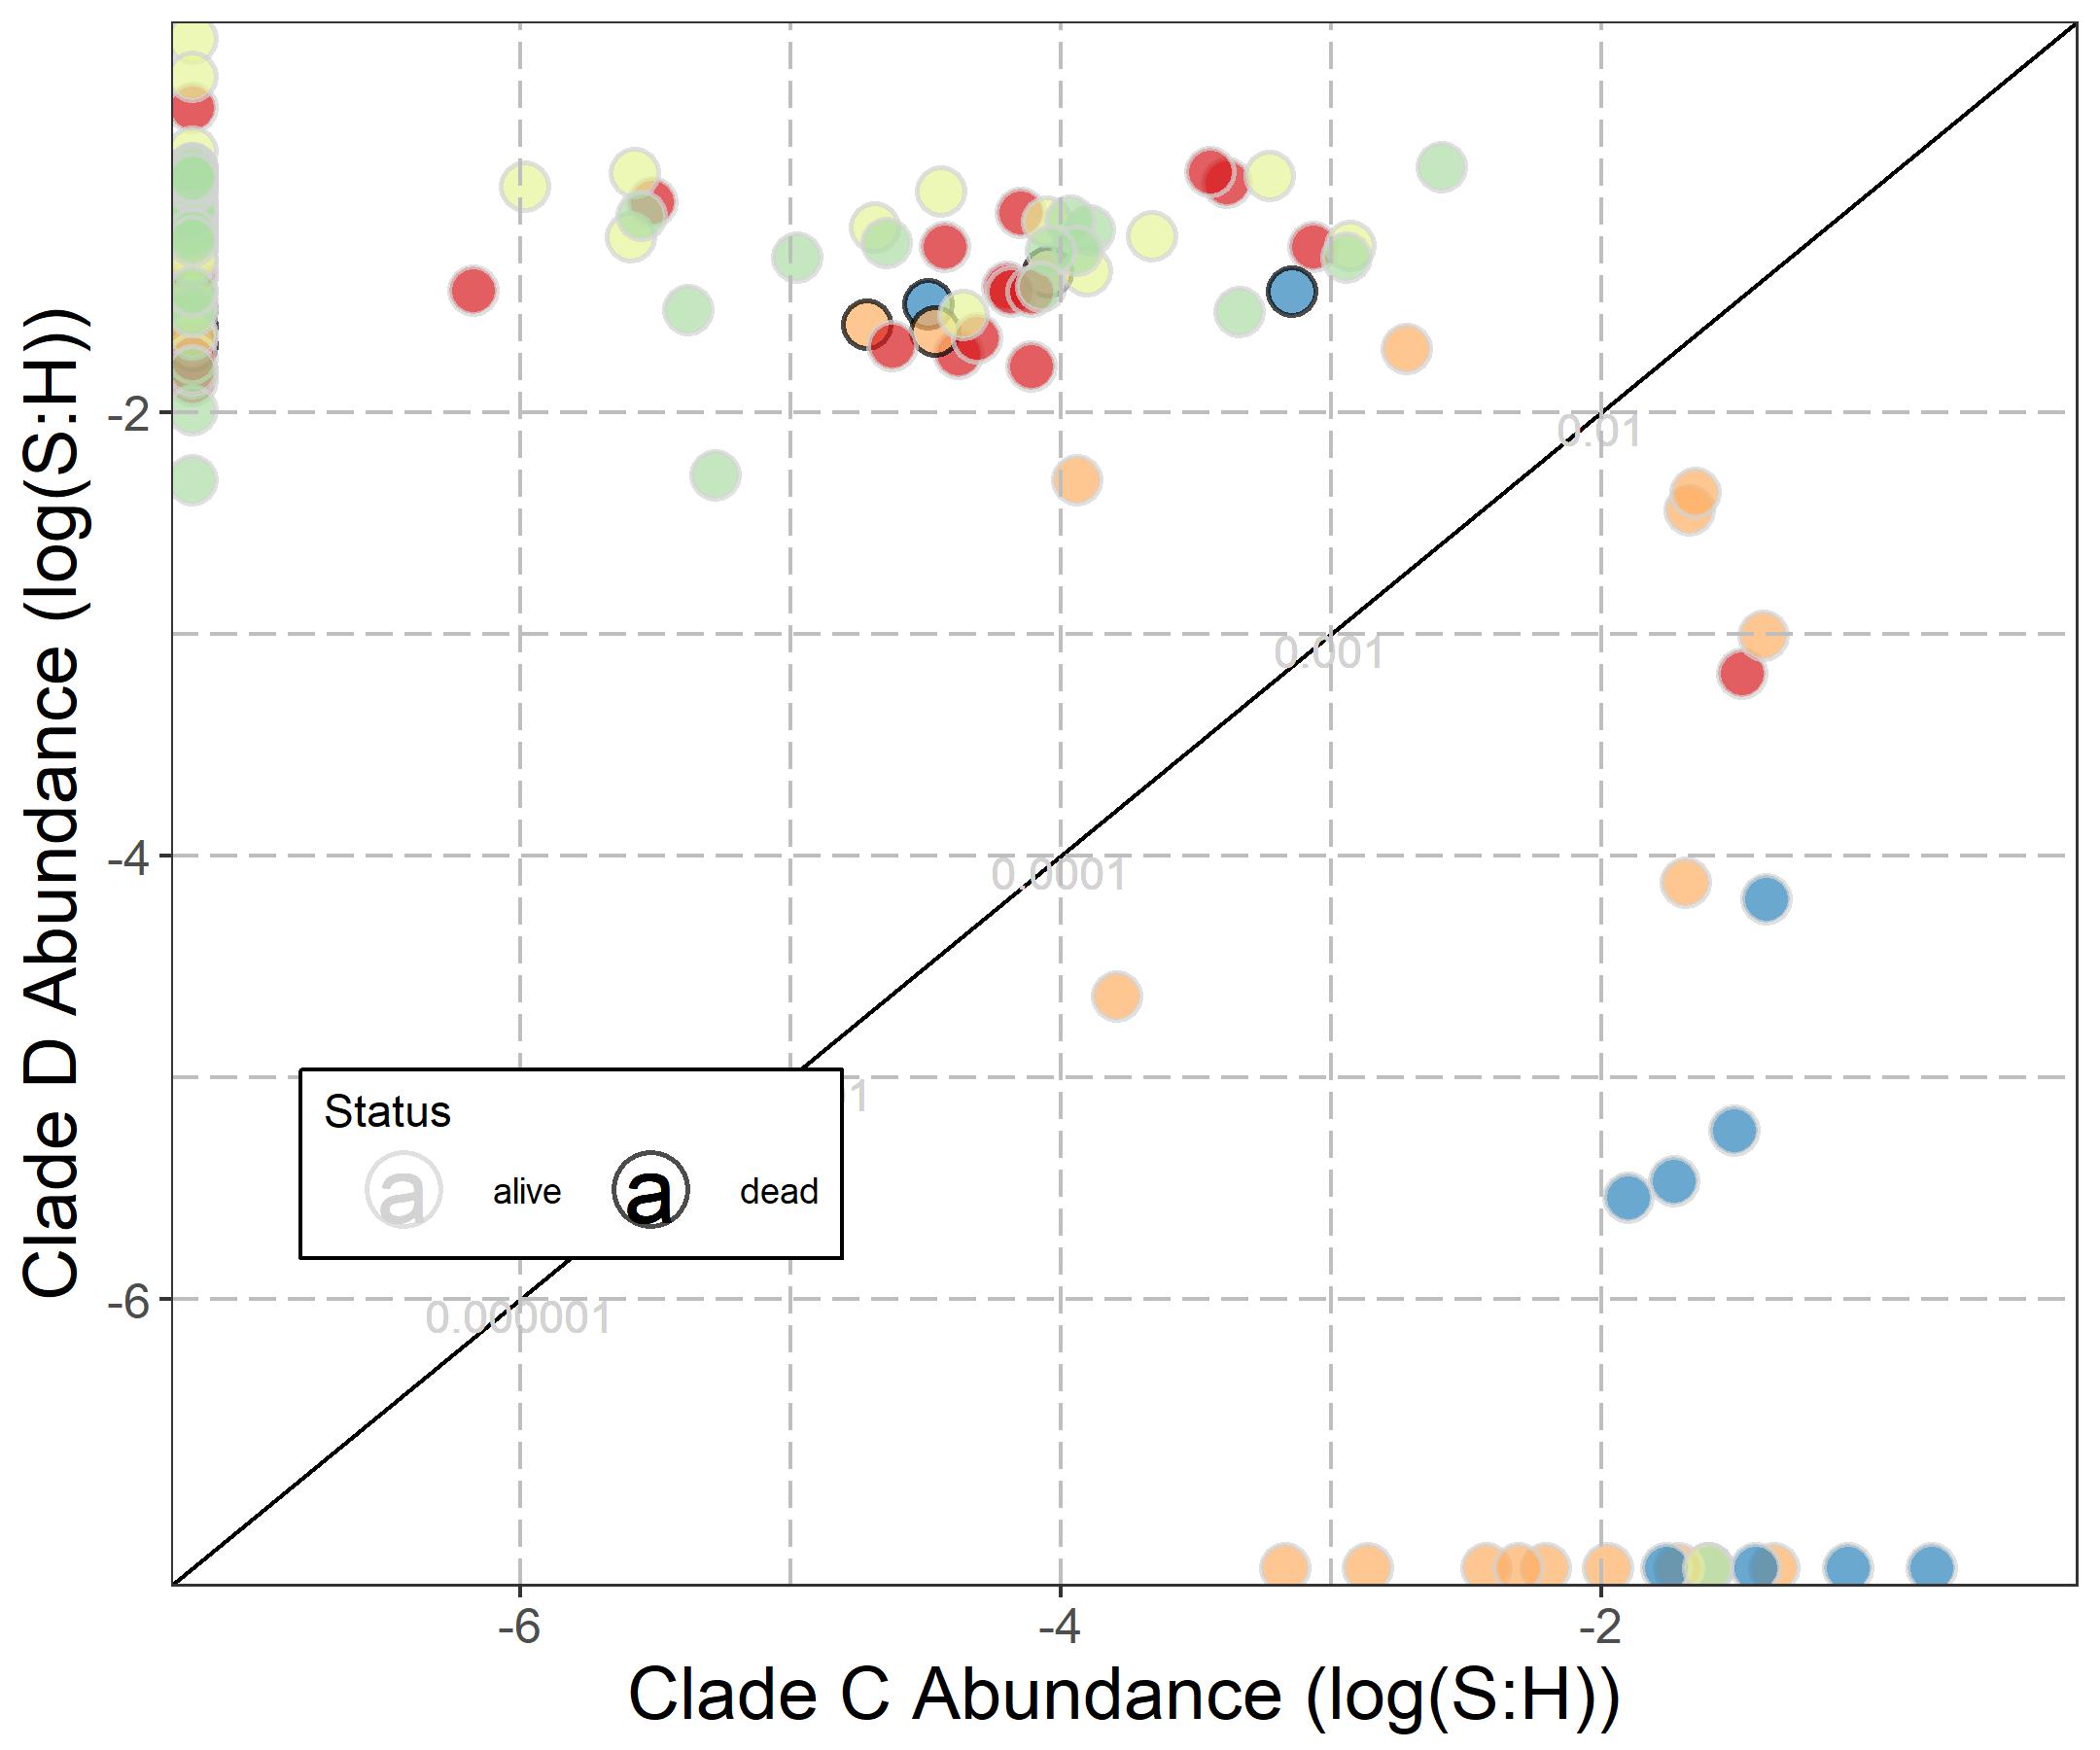 Clade D Abundance (log(S:H))
-2
-4
-6
0.01
0.001
0.0001
1
Status
a alive a dead
0.000001
-6 -4 -2
Clade C Abundance (log(S:H))